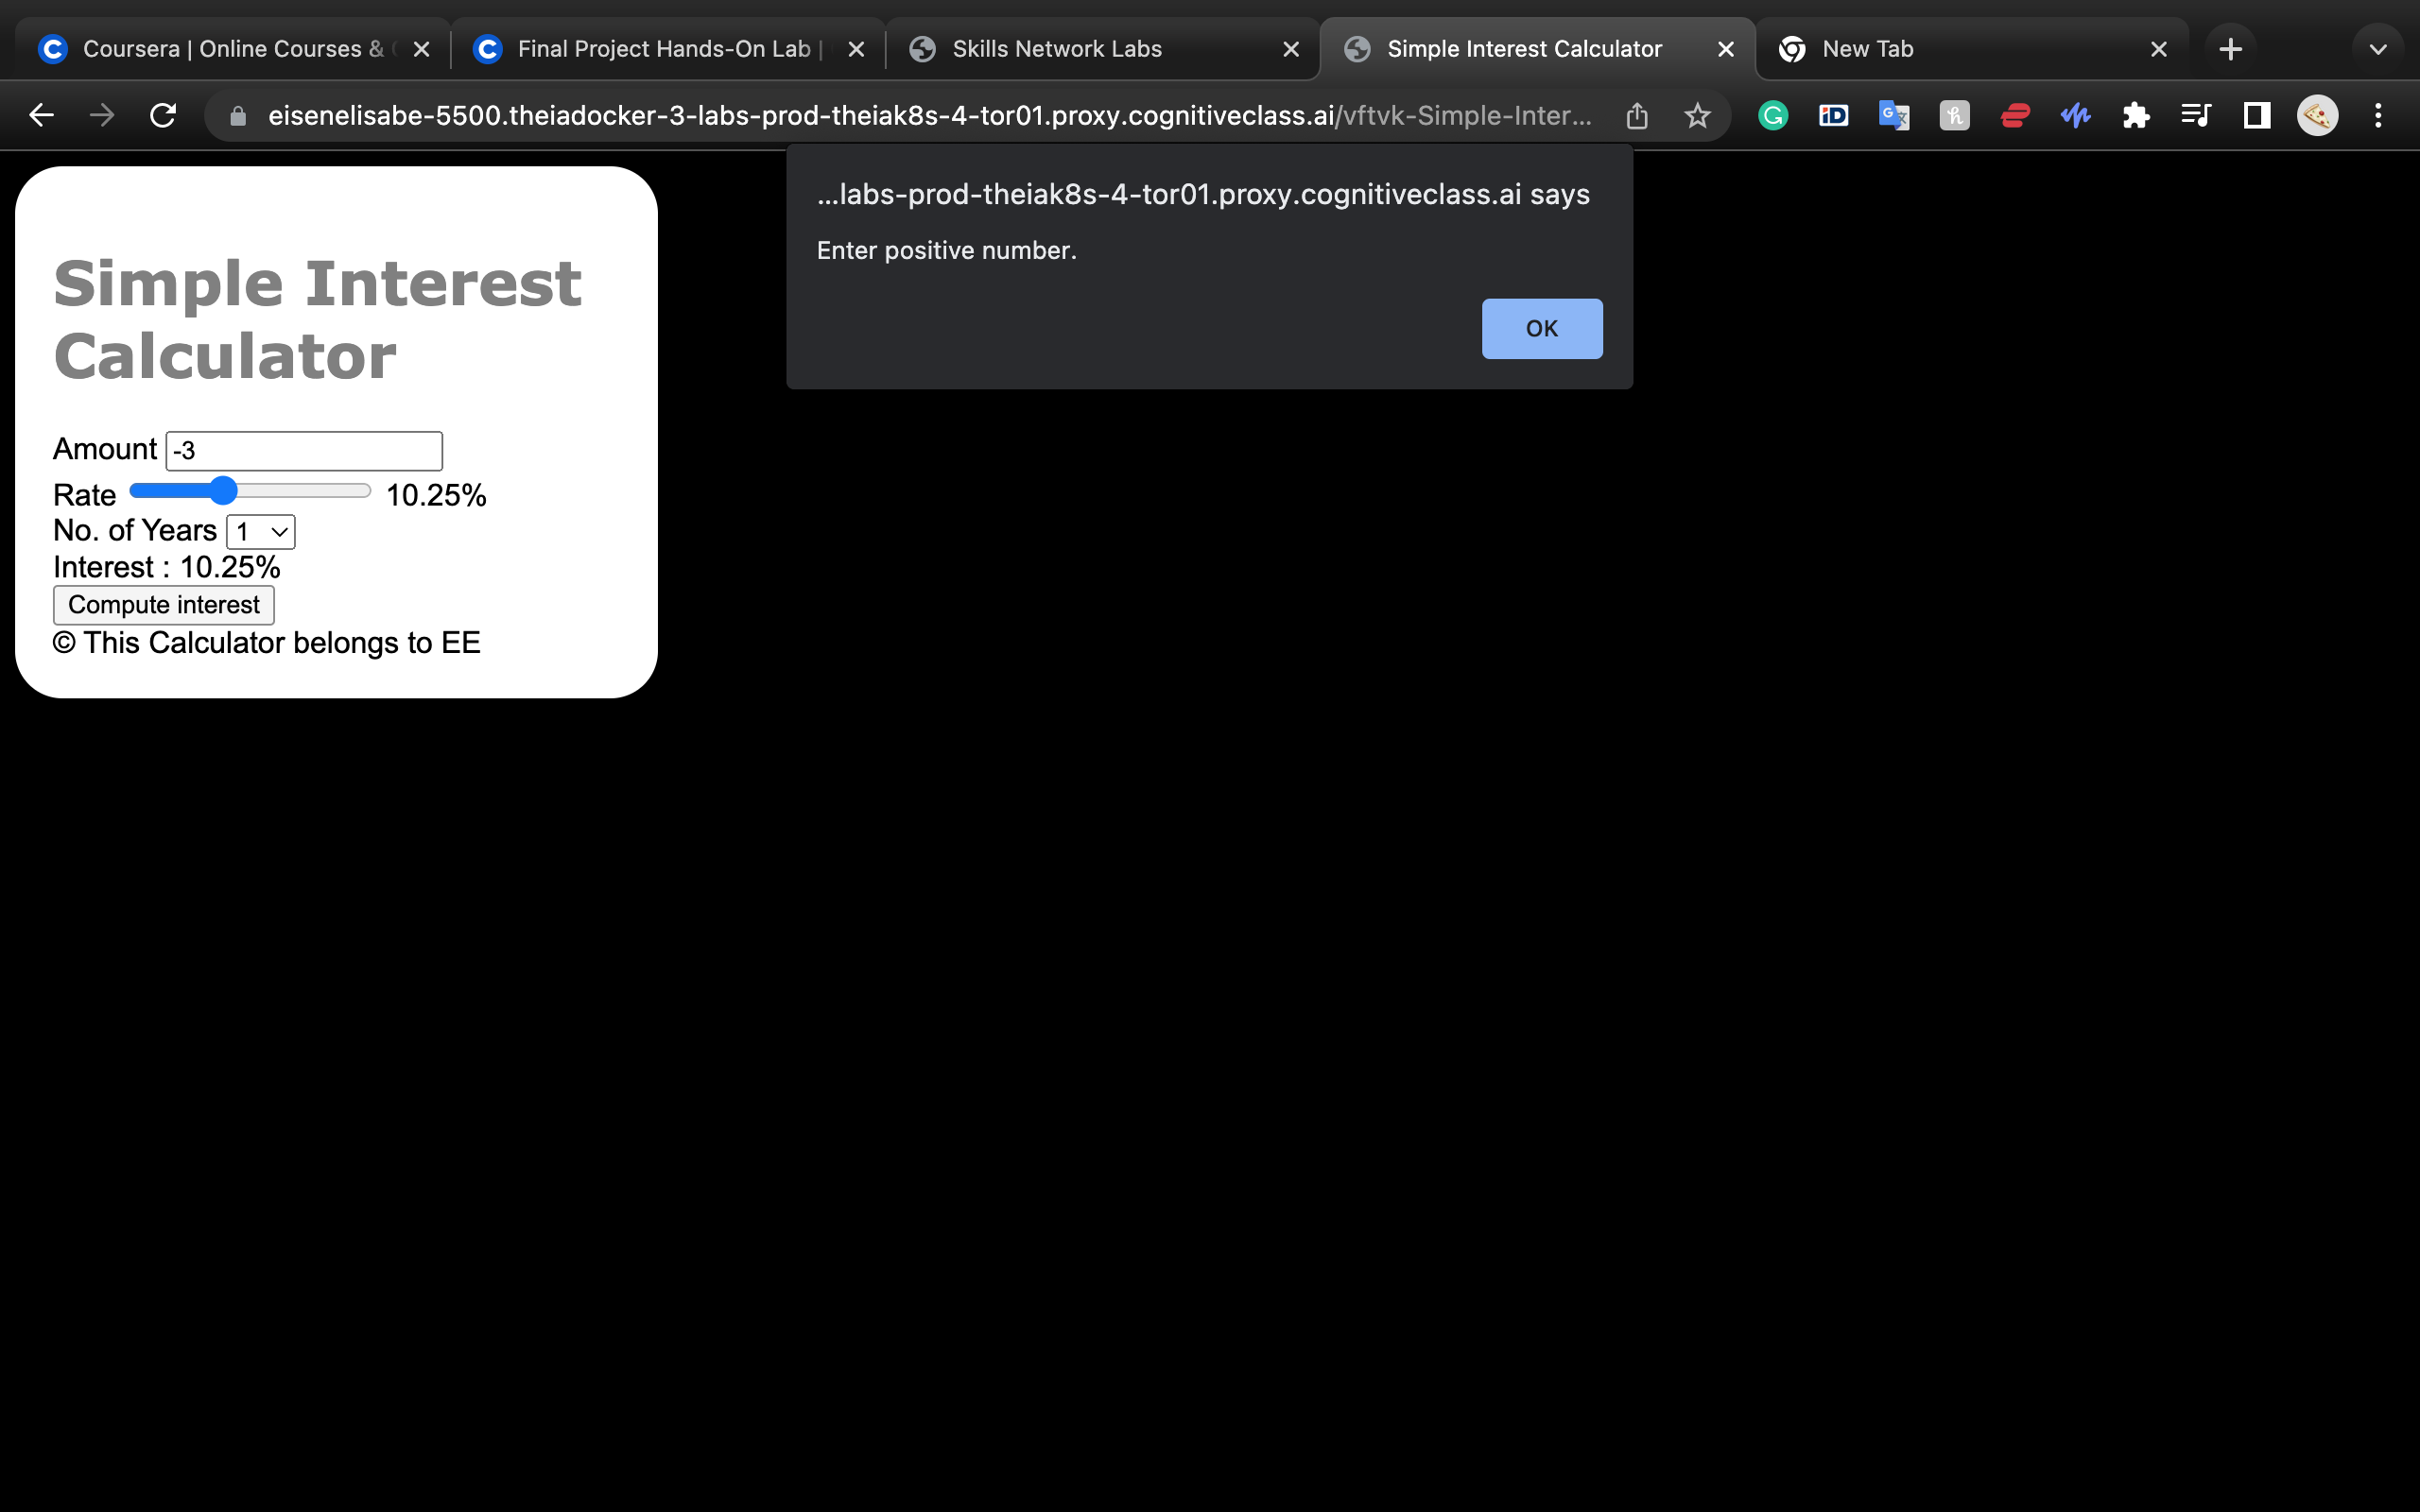 Coursera | Online Courses &
Final Project Hands-On Lab |
Skills Network Labs
Simple Interest Calculator
New Tab
eisenelisabe-5500.theiadocker-3-labs-prod-theiak8s-4-tor01.proxy.cognitiveclass.ai/vftvk-Simple-Inter...
...labs-prod-theiak8s-4-tor01.proxy.cognitiveclass.ai says
Enter positive number.
OK
Simple Interest
Calculator
Amount -3
Rate 10.25%
No. of Years 1
Interest : 10.25%
Compute interest
© This Calculator belongs to EE